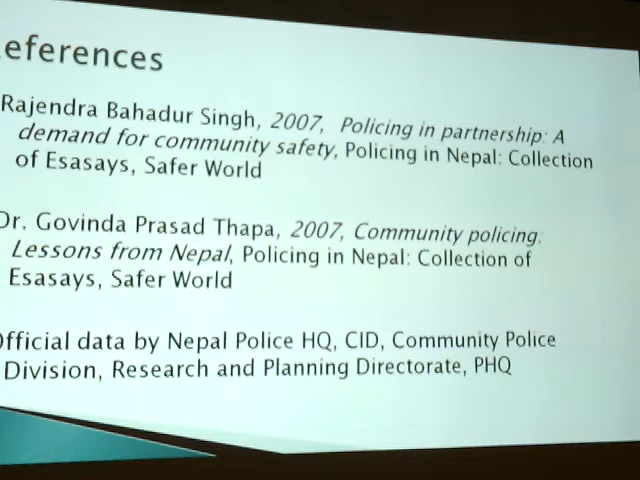 eferences
Rajendra Bahadur Singh, 2007, Policing in partnership: A
demand for community safety, Policing in Nepal: Collection
of Esasays, Safer World
Dr. Govinda Prasad Thapa, 2007, Community policing:
Lessons from Nepal, Policing in Nepal: Collection of
Esasays, Safer World
Official data by Nepal Police HQ, CID, Community Police
Division, Research and Planning Directorate, PHQ